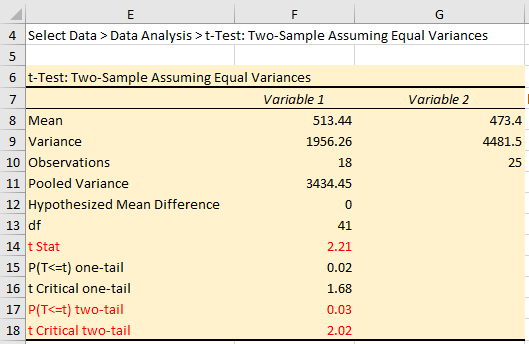 E F G
4 Select Data > Data Analysis > t-Test: Two-Sample Assuming Equal Variances
5
6 t-Test: Two-Sample Assuming Equal Variances
7 Variable 1 Variable 2
8 Mean 513.44 473.4
9 Variance 1956.26 4481.5
10 Observations 18 25
11 Pooled Variance 3434.45
12 Hypothesized Mean Difference 0
13 df 41
14 t Stat 2.21
15 P(T<=t) one-tail 0.02
16 t Critical one-tail 1.68
17 P(T<=t) two-tail 0.03
18 t Critical two-tail 2.02